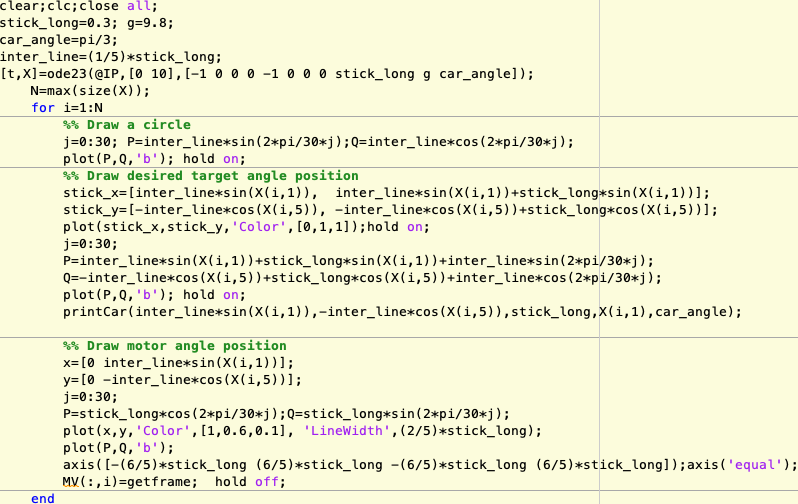 clear;clc;close all;
stick_long=0.3; g=9.8;
car_angle=pi/3;
inter_line=(1/5)*stick_long;
[t,X]=ode23(@IP,[0 10],[-1 0 0 0 -1 0 0 0 stick_long g car_angle]);
N=max(size(X));
for i=1:N
%% Draw a circle
j=0:30; P=inter_line*sin(2*pi/30*j);Q=inter_line*cos(2*pi/30*j);
plot(P,Q,'b'); hold on;
%% Draw desired target angle position
stick_x=[inter_line*sin(X(i,1)),  inter_line*sin(X(i,1))+stick_long*sin(X(i,1))];
stick_y=[-inter_line*cos(X(i,5)), -inter_line*cos(X(i,5))+stick_long*cos(X(i,5))];
plot(stick_x,stick_y,'Color',[0,1,1]);hold on;
j=0:30;
P=inter_line*sin(X(i,1))+stick_long*sin(X(i,1))+inter_line*sin(2*pi/30*j);
Q=-inter_line*cos(X(i,5))+stick_long*cos(X(i,5))+inter_line*cos(2*pi/30*j);
plot(P,Q,'b'); hold on;
printCar(inter_line*sin(X(i,1)),-inter_line*cos(X(i,5)),stick_long,X(i,1),car_angle);
%% Draw motor angle position
x=[0 inter_line*sin(X(i,1))];
y=[0 -inter_line*cos(X(i,5))];
j=0:30;
P=stick_long*cos(2*pi/30*j);Q=stick_long*sin(2*pi/30*j);
plot(x,y,'Color',[1,0.6,0.1], 'LineWidth',(2/5)*stick_long);
plot(P,Q,'b');
axis([-(6/5)*stick_long (6/5)*stick_long -(6/5)*stick_long (6/5)*stick_long]);axis('equal');
MV(:,i)=getframe;  hold off;
end